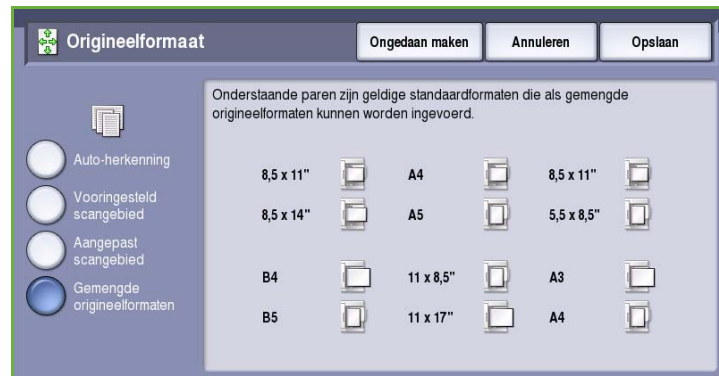 Origineelformaat
Ongedaan maken
Annuleren
Opslaan
Auto-herkenning
Vooringesteld
scangebied
Aangepast
scangebied
Gemengde
origineelformaten
Onderstaande paren zijn geldige standaardformaten die als gemengde
origineelformaten kunnen worden ingevoerd.
8,5 x 11" A4 8,5 x 11"
8,5 x 14" A5 5,5 x 8,5"
B4 11 x 8,5" A3
B5 11 x 17" A4